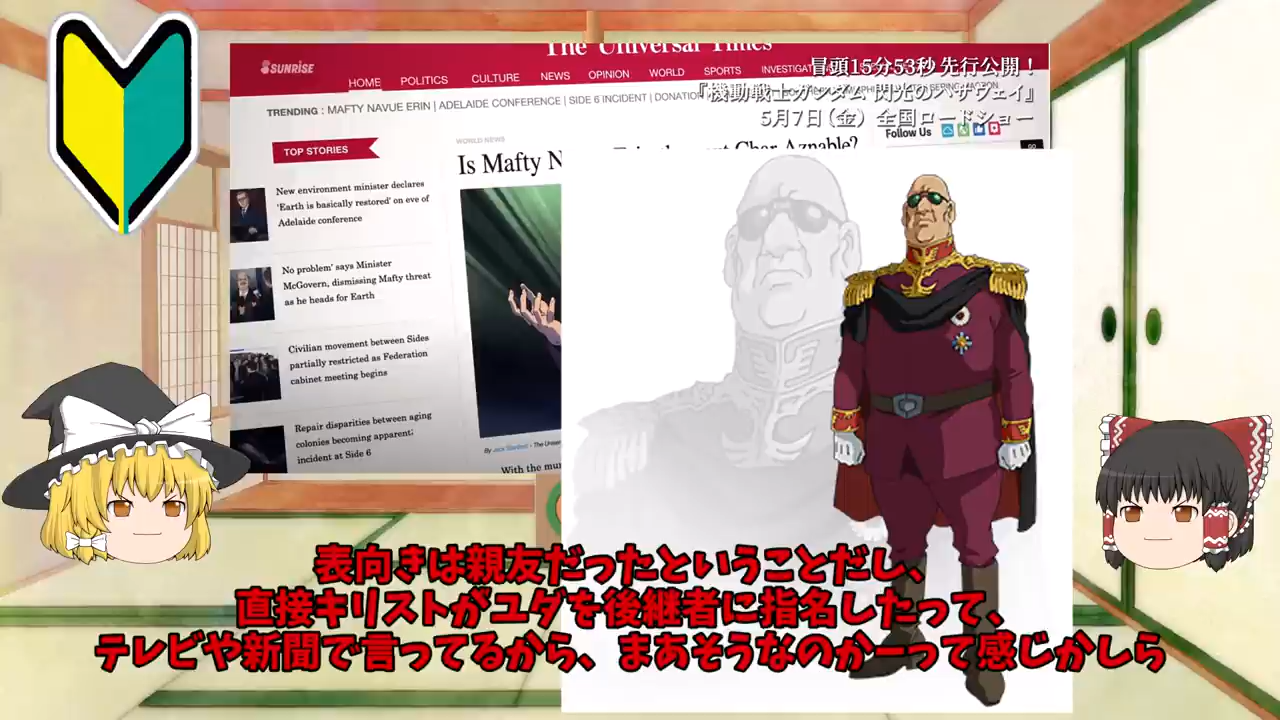 The Universal Times
SUNRISE
HOME POLITICS CULTURE NEWS OPINION WORLD SPORTS
冒頭15分53秒 先行公開！
『機動戦士ガンダム 閃光のハサウェイ』
5月7日（金） 全国ロードショー
TRENDING : MAFTY NAVUE ERIN | ADELAIDE CONFERENCE | SIDE 6 INCIDENT |
Follow Us
TOP STORIES
WORLD NEWS
Is Mafty N
Char Aznable?
New environment minister declares
'Earth is basically restored' on eve of
Adelaide conference
No problem' says Minister
McGovern, dismissing Mafty threat
as he heads for Earth
Civilian movement between Sides
partially restricted as Federation
cabinet meeting begins
Repair disparities between aging
colonies becoming apparent;
incident at Side 6
With the
表向きは親友だったということだし、
直接キリストがユダを後継者に指名したって、
テレビや新聞で言ってるから、まあそうなのかーって感じかしら